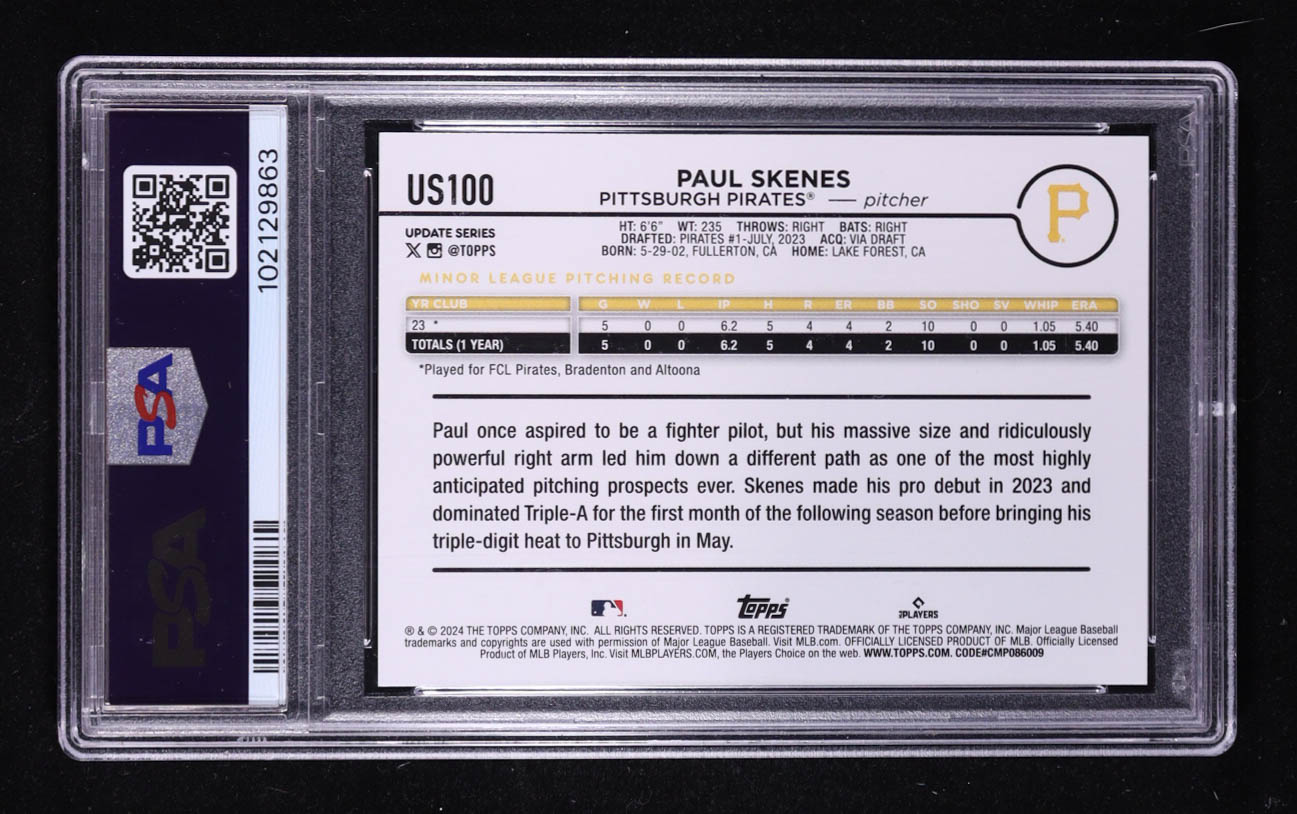 102129863
PSA
PSA
US100
PAUL SKENES
PITTSBURGH PIRATES® — pitcher
P
UPDATE SERIES
@TOPPS
HT: 6'6" WT: 235 THROWS: RIGHT BATS: RIGHT
DRAFTED: PIRATES #1-JULY, 2023 ACQ: VIA DRAFT
BORN: 5-29-02, FULLERTON, CA HOME: LAKE FOREST, CA
MINOR LEAGUE PITCHING RECORD
YR CLUB G W L IP H R ER BB SO SHO SV WHIP ERA
23 * 5 0 0 6.2 5 4 4 2 10 0 0 1.05 5.40
TOTALS (1 YEAR) 5 0 0 6.2 5 4 4 2 10 0 0 1.05 5.40
*Played for FCL Pirates, Bradenton and Altoona
Paul once aspired to be a fighter pilot, but his massive size and ridiculously
powerful right arm led him down a different path as one of the most highly
anticipated pitching prospects ever. Skenes made his pro debut in 2023 and
dominated Triple-A for the first month of the following season before bringing his
triple-digit heat to Pittsburgh in May.
Topps®
PLAYERS
® & © 2024 THE TOPPS COMPANY, INC. ALL RIGHTS RESERVED. TOPPS IS A REGISTERED TRADEMARK OF THE TOPPS COMPANY, INC. Major League Baseball
trademarks and copyrights are used with permission of Major League Baseball. Visit MLB.com. OFFICIALLY LICENSED PRODUCT OF MLB. Officially Licensed
Product of MLB Players, Inc. Visit MLBPLAYERS.COM, the Players Choice on the web. WWW.TOPPS.COM. CODE#CMP086009
PSA